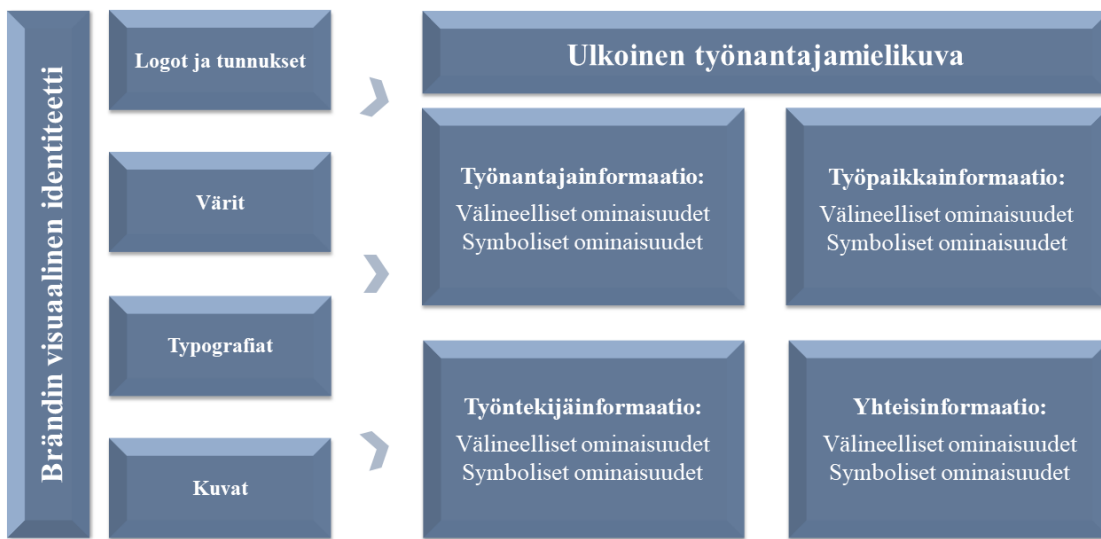 Brändin visuaalinen identiteetti
Logot ja tunnukset
Värit
Typografiat
Kuvat
Ulkoinen työnantajamielikuva
Työnantajainformaatio:
Välineelliset ominaisuudet
Symboliset ominaisuudet
Työpaikkainformaatio:
Välineelliset ominaisuudet
Symboliset ominaisuudet
Työntekijäinformaatio:
Välineelliset ominaisuudet
Symboliset ominaisuudet
Yhteisinformaatio:
Välineelliset ominaisuudet
Symboliset ominaisuudet